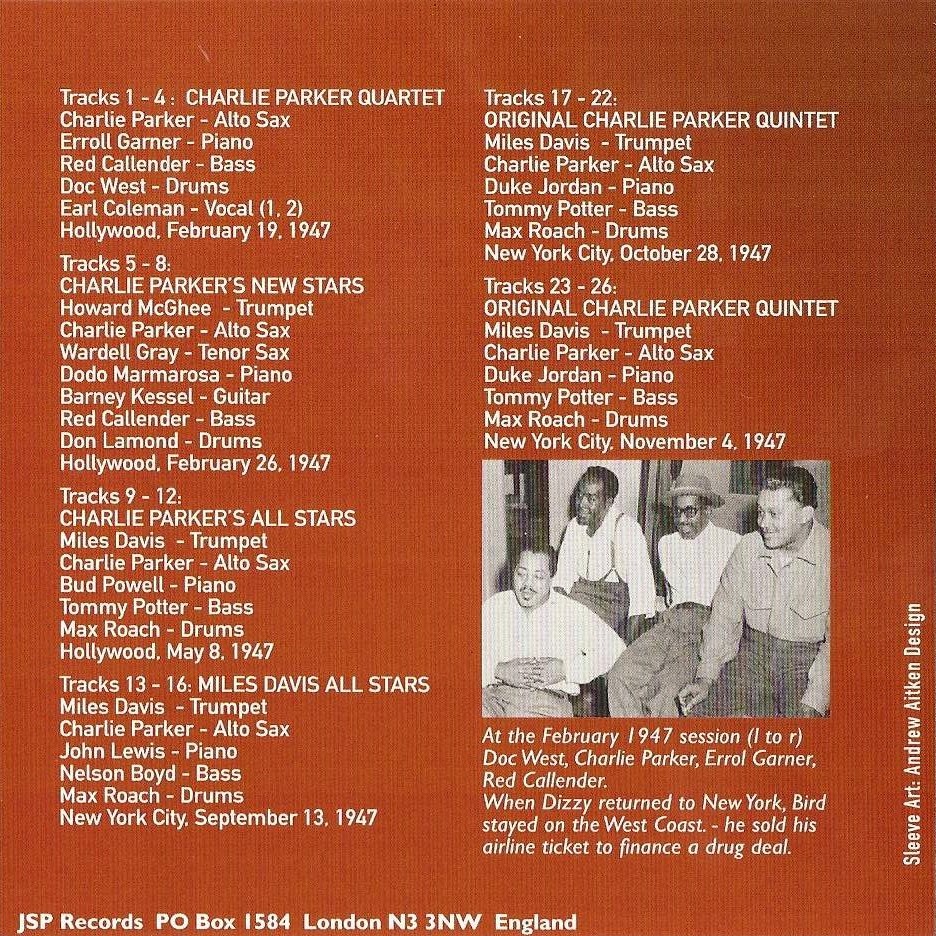 Tracks 1 - 4 : CHARLIE PARKER QUARTET
Charlie Parker - Alto Sax
Erroll Garner - Piano
Red Callender - Bass
Doc West - Drums
Earl Coleman - Vocal (1, 2)
Hollywood, February 19, 1947
Tracks 5 - 8:
CHARLIE PARKER'S NEW STARS
Howard McGhee - Trumpet
Charlie Parker - Alto Sax
Wardell Gray - Tenor Sax
Dodo Marmarosa - Piano
Barney Kessel - Guitar
Red Callender - Bass
Don Lamond - Drums
Hollywood, February 26, 1947
Tracks 9 - 12:
CHARLIE PARKER'S ALL STARS
Miles Davis - Trumpet
Charlie Parker - Alto Sax
Bud Powell - Piano
Tommy Potter - Bass
Max Roach - Drums
Hollywood, May 8, 1947
Tracks 13 - 16: MILES DAVIS ALL STARS
Miles Davis - Trumpet
Charlie Parker - Alto Sax
John Lewis - Piano
Nelson Boyd - Bass
Max Roach - Drums
New York City, September 13, 1947
Tracks 17 - 22:
ORIGINAL CHARLIE PARKER QUINTET
Miles Davis - Trumpet
Charlie Parker - Alto Sax
Duke Jordan - Piano
Tommy Potter - Bass
Max Roach - Drums
New York City, October 28, 1947
Tracks 23 - 26:
ORIGINAL CHARLIE PARKER QUINTET
Miles Davis - Trumpet
Charlie Parker - Alto Sax
Duke Jordan - Piano
Tommy Potter - Bass
Max Roach - Drums
New York City, November 4, 1947
At the February 1947 session (l to r)
Doc West, Charlie Parker, Errol Garner,
Red Callender.
When Dizzy returned to New York, Bird
stayed on the West Coast. - he sold his
airline ticket to finance a drug deal.
Sleeve Art: Andrew Aitken Design
JSP Records PO Box 1584 London N3 3NW England